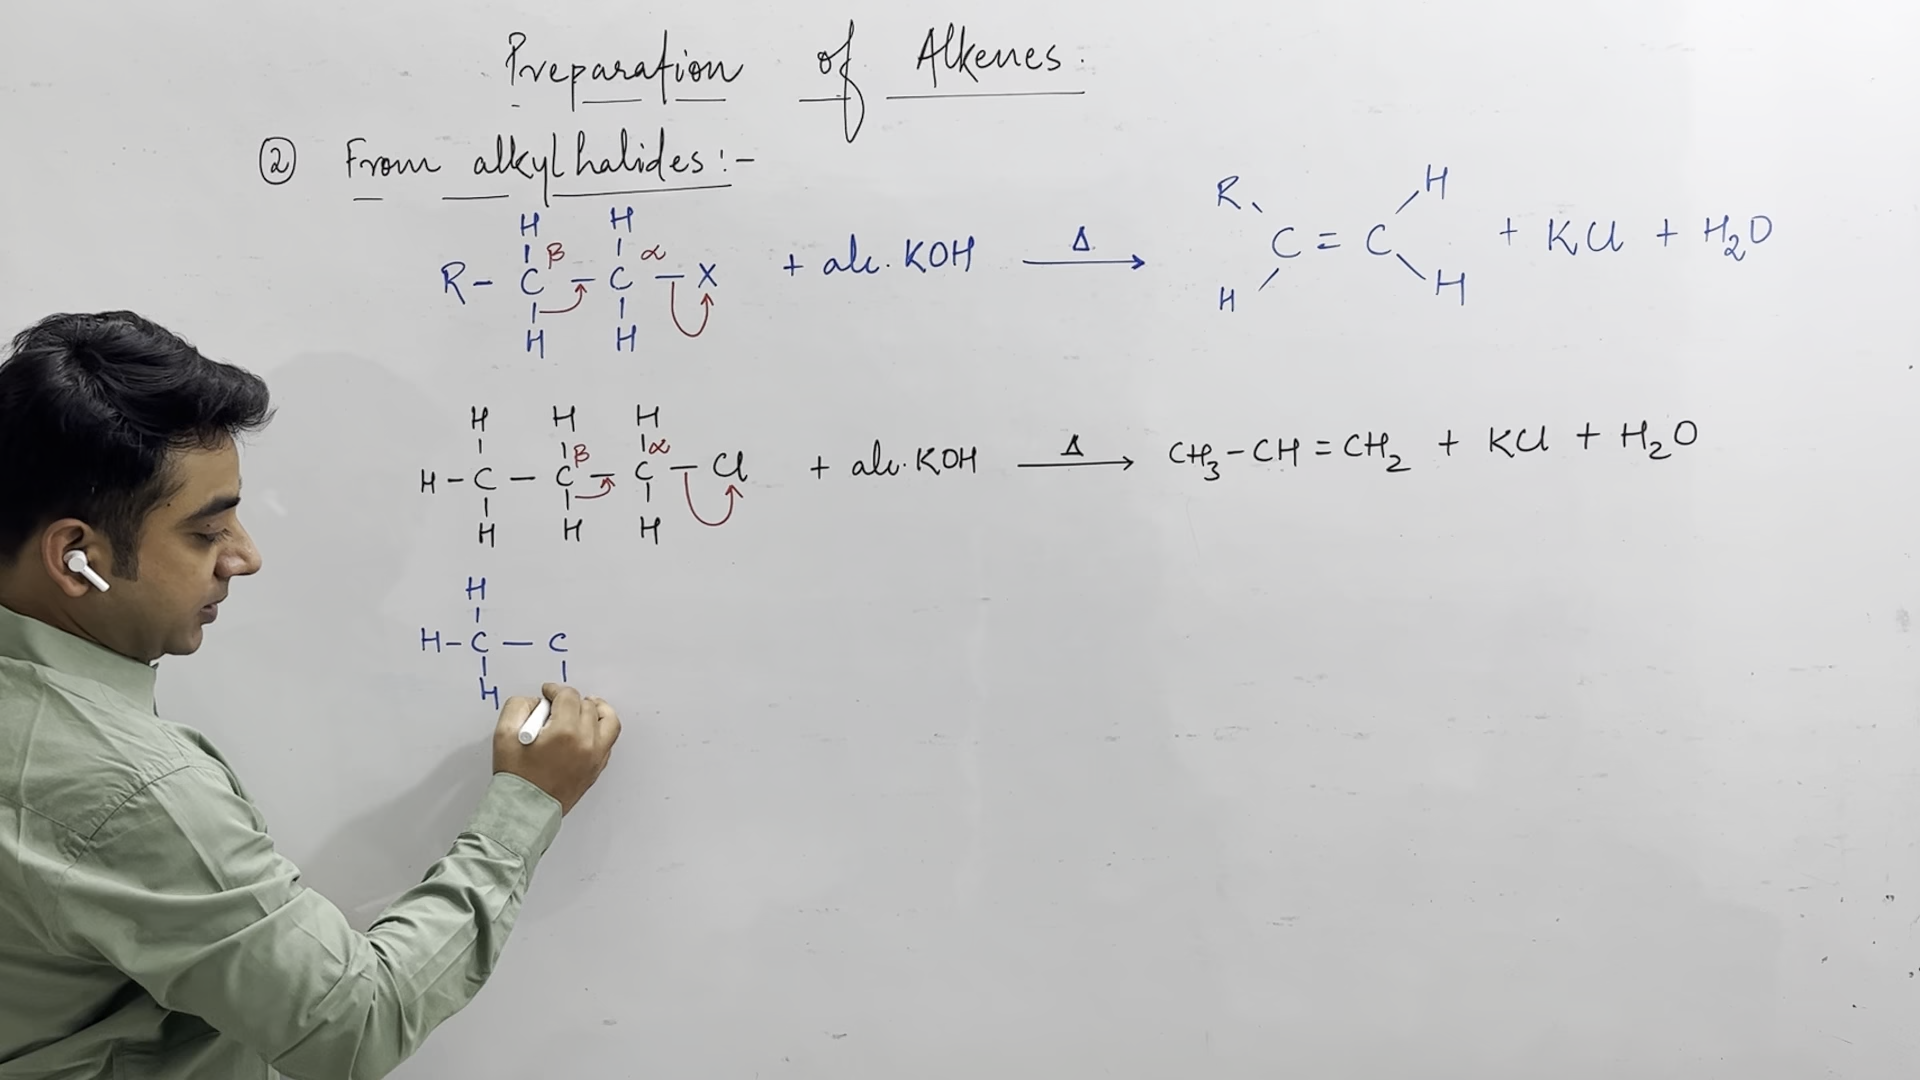 Preparation of Alkenes.
② From alkyl halides :-
H H
β α
R - C - C - X + alc. KOH Δ → R C = C H + KCl + H₂O
H H
H H
H H H
β α
H - C - C - C - Cl + alc. KOH Δ → CH₃ - CH = CH₂ + KCl + H₂O
H H H
H
H - C - C
H